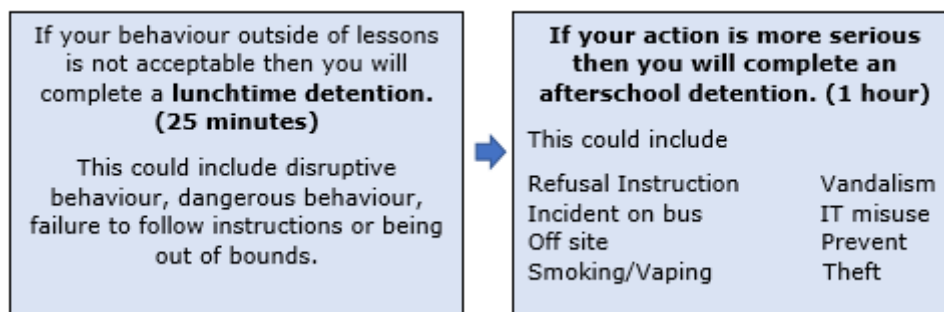 If your behaviour outside of lessons
is not acceptable then you will
complete a lunchtime detention.
(25 minutes)
This could include disruptive
behaviour, dangerous behaviour,
failure to follow instructions or being
out of bounds.
If your action is more serious
then you will complete an
afterschool detention. (1 hour)
This could include
Refusal Instruction Vandalism
Incident on bus IT misuse
Off site Prevent
Smoking/Vaping Theft